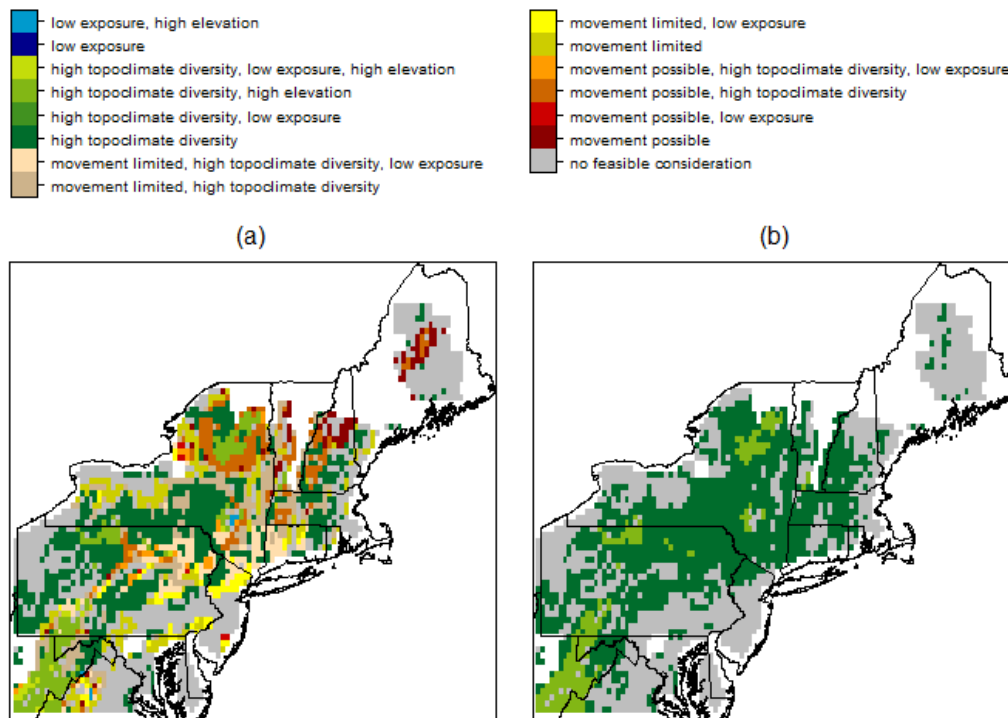 low exposure, high elevation
low exposure
high topoclimate diversity, low exposure, high elevation
high topoclimate diversity, high elevation
high topoclimate diversity, low exposure
high topoclimate diversity
movement limited, high topoclimate diversity, low exposure
movement limited, high topoclimate diversity
movement limited, low exposure
movement limited
movement possible, high topoclimate diversity, low exposure
movement possible, high topoclimate diversity
movement possible, low exposure
movement possible
no feasible consideration
(a)
(b)